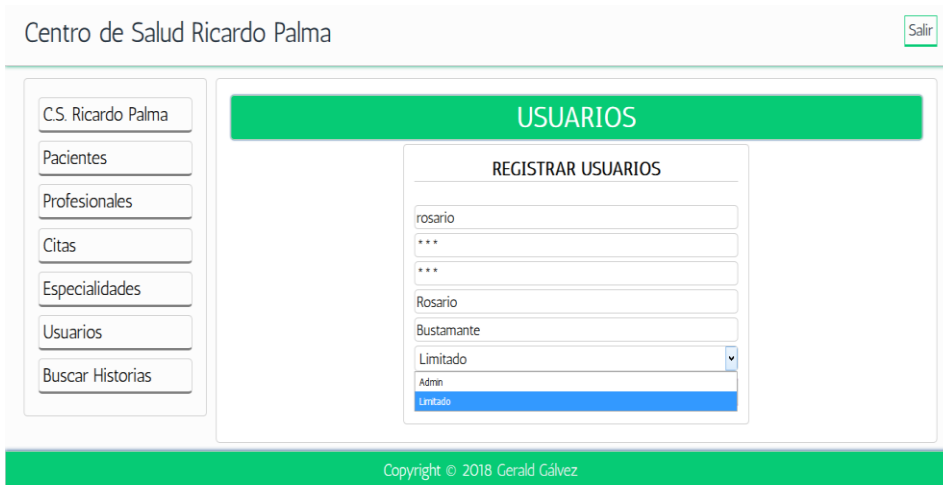 Centro de Salud Ricardo Palma
Salir
C.S. Ricardo Palma
Pacientes
Profesionales
Citas
Especialidades
Usuarios
Buscar Historias
USUARIOS
REGISTRAR USUARIOS
rosario
***
***
Rosario
Bustamante
Limitado
Admin
Limitado
Copyright © 2018 Gerald Gálvez